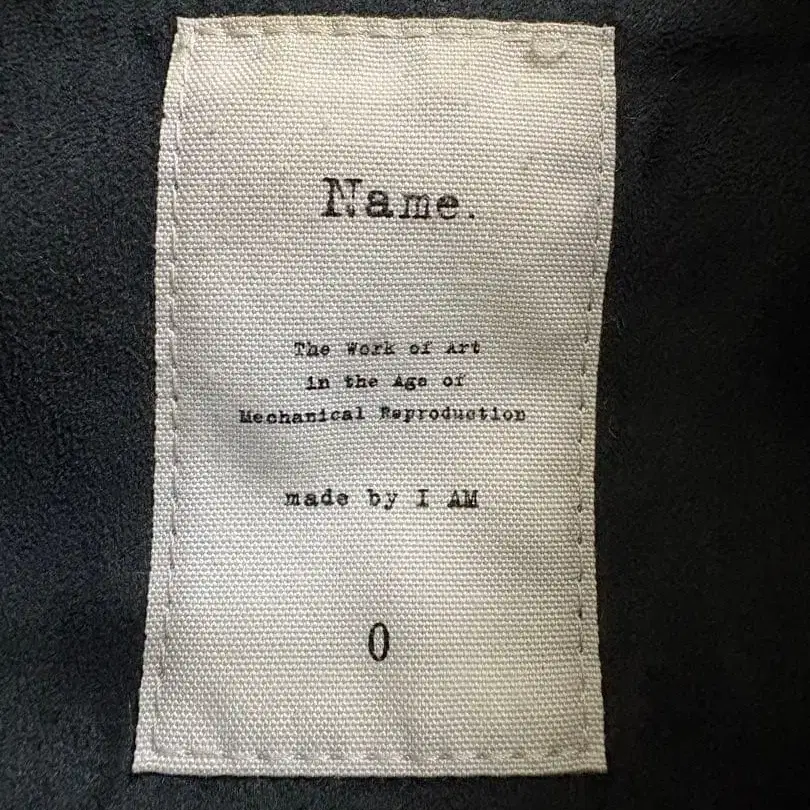 Name.
The Work of Art
in the Age of
Mechanical Reproduction
made by I AM
0